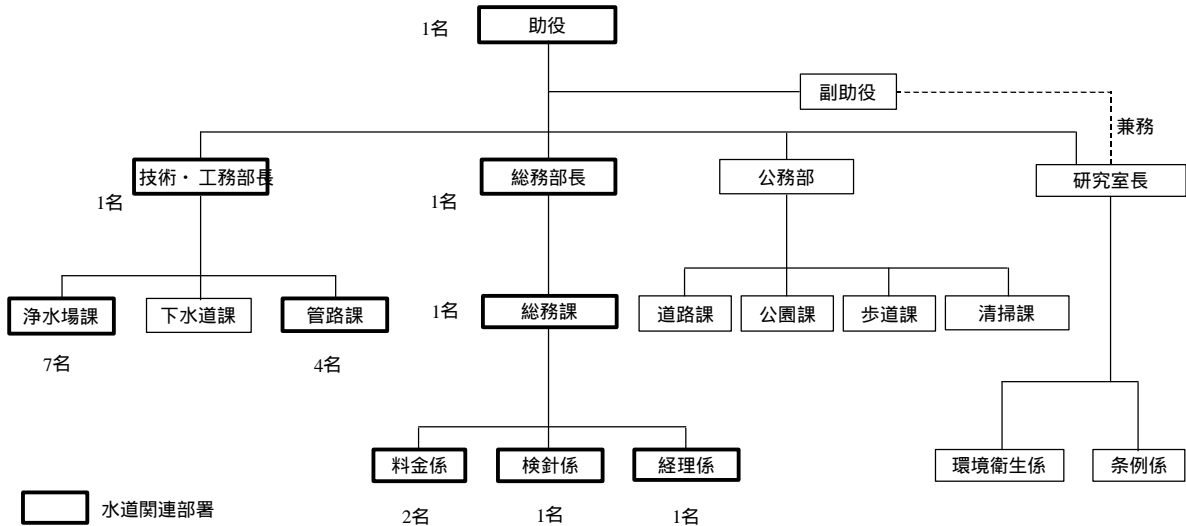 1名
助役
副助役
兼務
技術・工務部長
総務部長
公務部
研究室長
1名
1名
浄水場課
下水道課
管路課
1名
総務課
道路課
公園課
歩道課
清掃課
7名
4名
料金係
検針係
経理係
環境衛生係
条例係
水道関連部署
2名
1名
1名